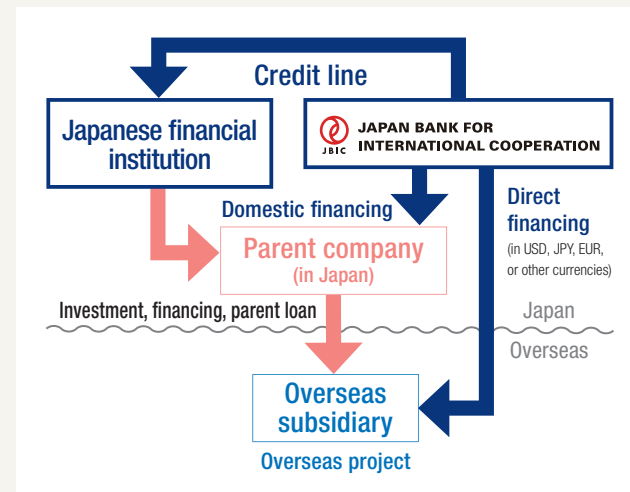 Credit line
Japanese financial
institution
JBIC
JAPAN BANK FOR
INTERNATIONAL COOPERATION
Domestic financing
Direct
financing
(in USD, JPY, EUR,
or other currencies)
Parent company
(in Japan)
Investment, financing, parent loan
Japan
Overseas
Overseas
subsidiary
Overseas project